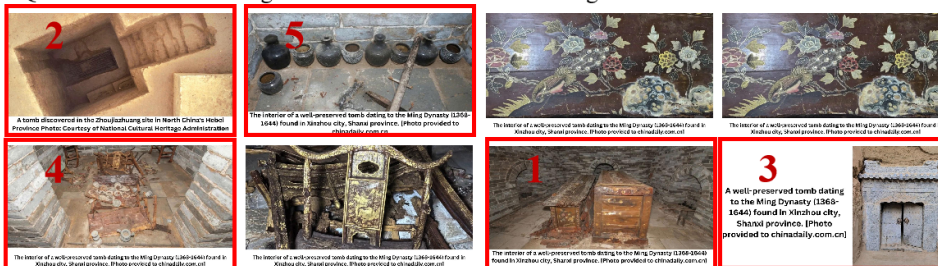 2
A tomb discovered in the Zhoujiazhuang site in North China's Hebei
Province Photo: Courtesy of National Cultural Heritage Administration
5
The interior of a well-preserved tomb dating to the Ming Dynasty (1368-
1644) found in Xinzhou city, Shanxi province. [Photo provided to
chinadaily.com.cn]
The interior of a well-preserved tomb dating to the Ming Dynasty (1368-1644) found in
Xinzhou city, Shanxi province. [Photo provided to chinadaily.com.cn]
The interior of a well-preserved tomb dating to the Ming Dynasty (1368-1644) found in
Xinzhou city, Shanxi province. [Photo provided to chinadaily.com.cn]
4
The interior of a well-preserved tomb dating to the Ming Dynasty (1368-1644) found in
Xinzhou city, Shanxi province. [Photo provided to chinadaily.com.cn]
The interior of a well-preserved tomb dating to the Ming Dynasty (1368-1644) found in
Xinzhou city, Shanxi province. [Photo provided to chinadaily.com.cn]
1
The interior of a well-preserved tomb dating to the Ming Dynasty (1368-
1644) found in Xinzhou city, Shanxi province. [Photo provided to chinadaily.com.cn]
3
A well-preserved tomb dating
to the Ming Dynasty (1368-
1644) found in Xinzhou city,
Shanxi province. [Photo
provided to chinadaily.com.cn]